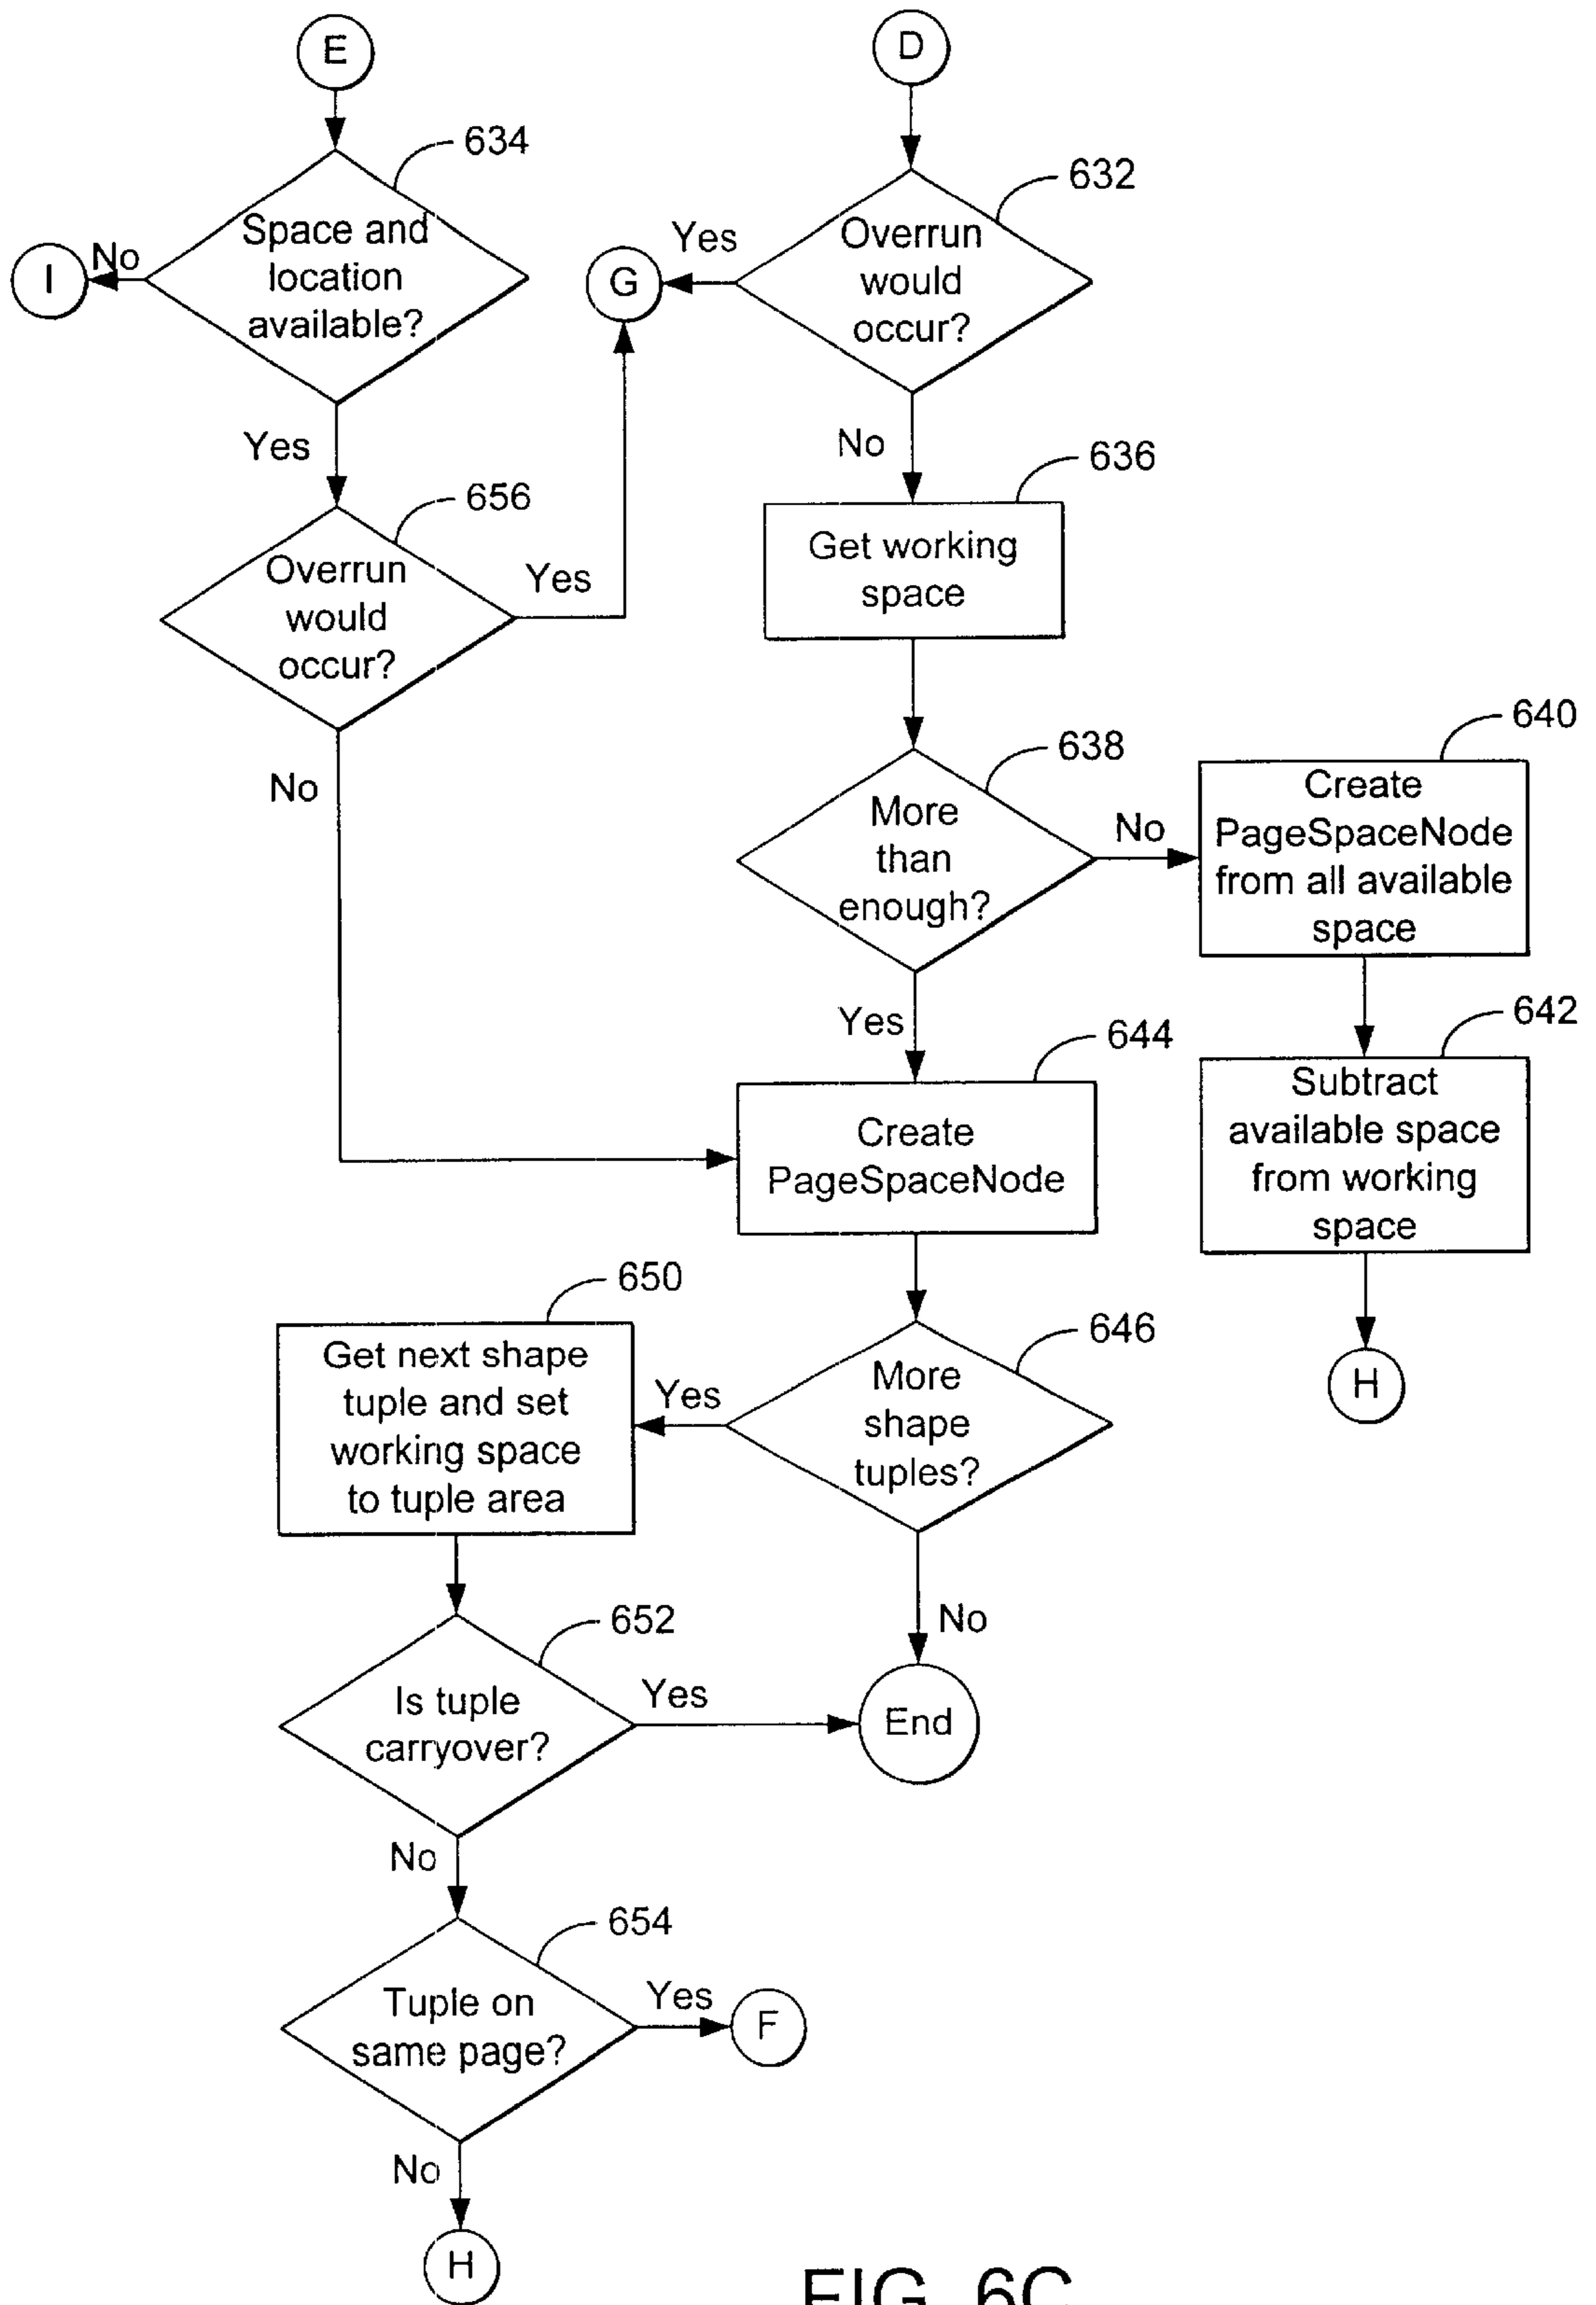 E
D
634
632
Space and
location
available?
No
I
Yes
G
Overrun
would
occur?
Yes
No
656
636
Overrun
would
occur?
Yes
Get working
space
No
638
640
More
than
enough?
No
Create
PageSpaceNode
from all available
space
Yes
644
642
Create
PageSpaceNode
Subtract
available space
from working
space
650
646
Get next shape
tuple and set
working space
to tuple area
Yes
More
shape
tuples?
H
No
652
Is tuple
carryover?
Yes
End
No
654
Tuple on
same page?
Yes
F
No
H
FIG. 6C